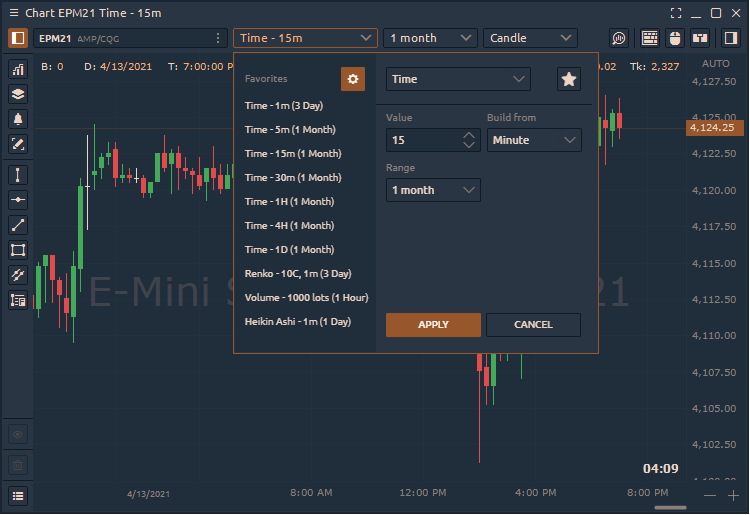 Chart EPM21 Time - 15m
EPM21 AMP/CQG
Time - 15m
1 month
Candle
B: 0 D: 4/13/2021 T: 7:00:00 P
0.02 Tk: 2,327
AUTO
Favorites
Time - 1m (3 Day)
Time - 5m (1 Month)
Time - 15m (1 Month)
Time - 30m (1 Month)
Time - 1H (1 Month)
Time - 4H (1 Month)
Time - 1D (1 Month)
Renko - 10C, 1m (3 Day)
Volume - 1000 lots (1 Hour)
Heikin Ashi - 1m (1 Day)
Time
Value
Build from
15
Minute
Range
1 month
APPLY
CANCEL
E-Mini S
21
4,127.50
4,125.00
4,124.25
4,122.50
4,120.00
4,117.50
4,115.00
4,112.50
4,110.00
4,107.50
4,105.00
4,102.50
04:09
4/13/2021
8:00 AM
12:00 PM
4:00 PM
8:00 PM